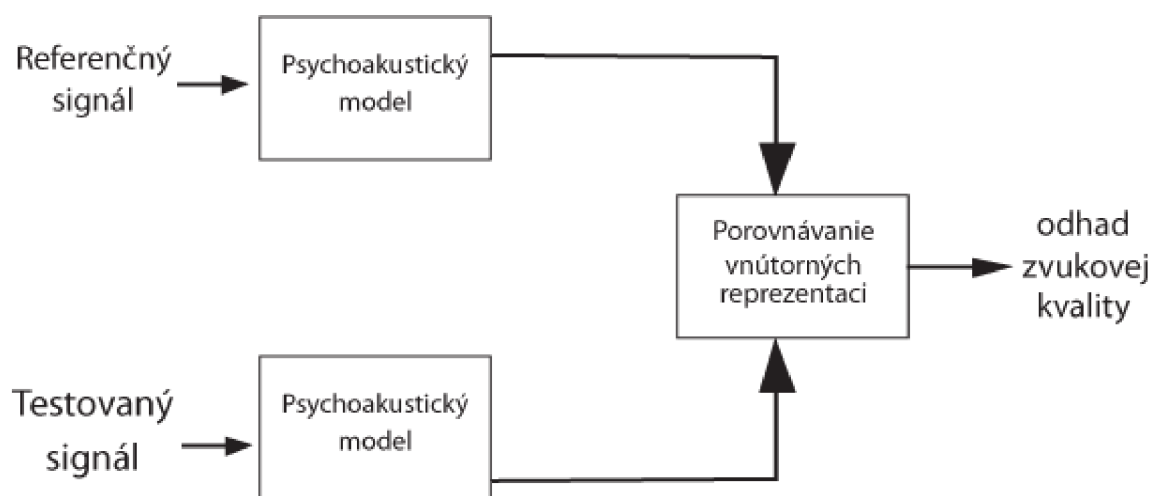 Referenčný
signál
Psychoakustický
model
Porovnávanie
vnútorných
reprezentaci
odhad
zvukovej
kvality
Testovaný
signál
Psychoakustický
model